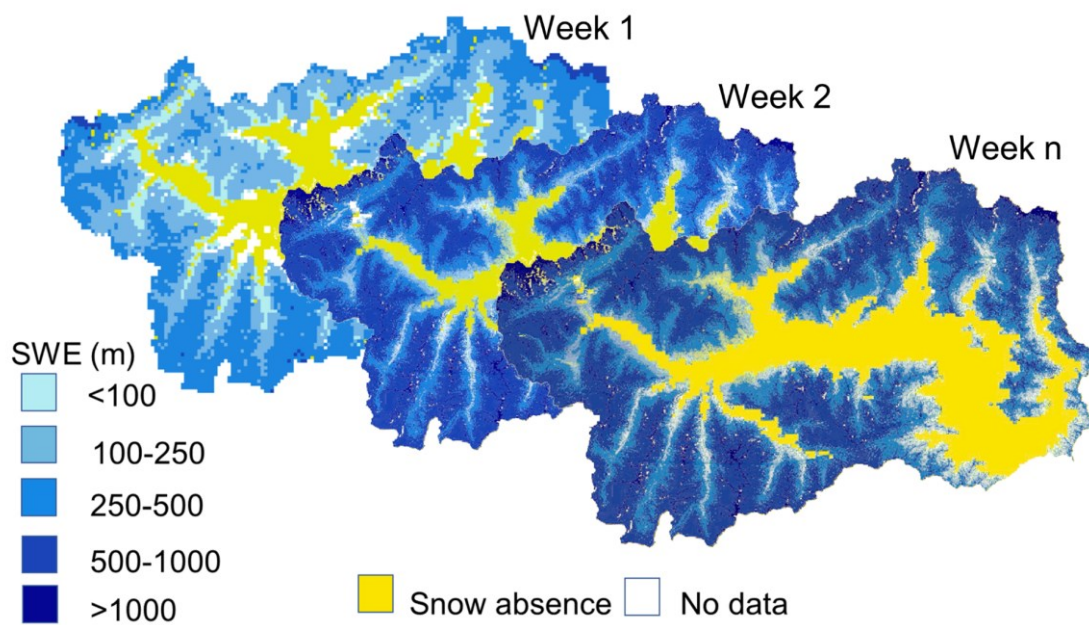 Week 1
Week 2
Week n
SWE (m)
<100
100-250
250-500
500-1000
>1000
Snow absence
No data